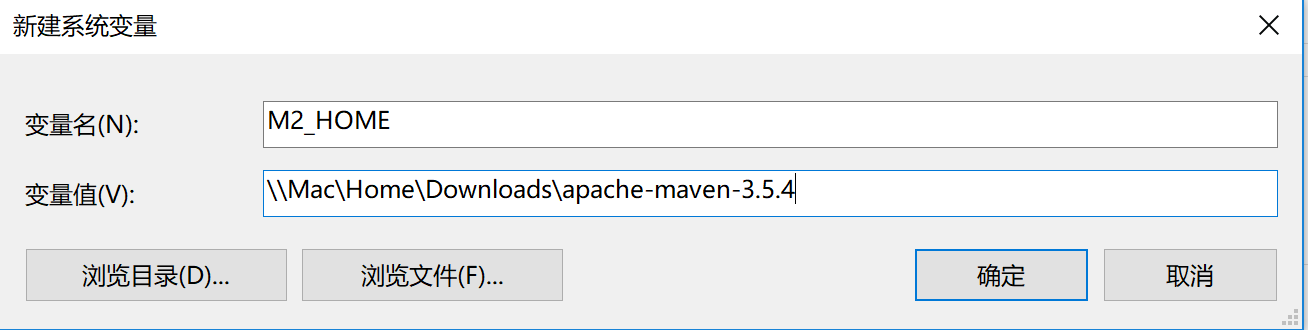 新建系统变量
变量名(N):
M2_HOME
变量值(V):
\\Mac\Home\Downloads\apache-maven-3.5.4
浏览目录(D)...
浏览文件(F)...
确定
取消